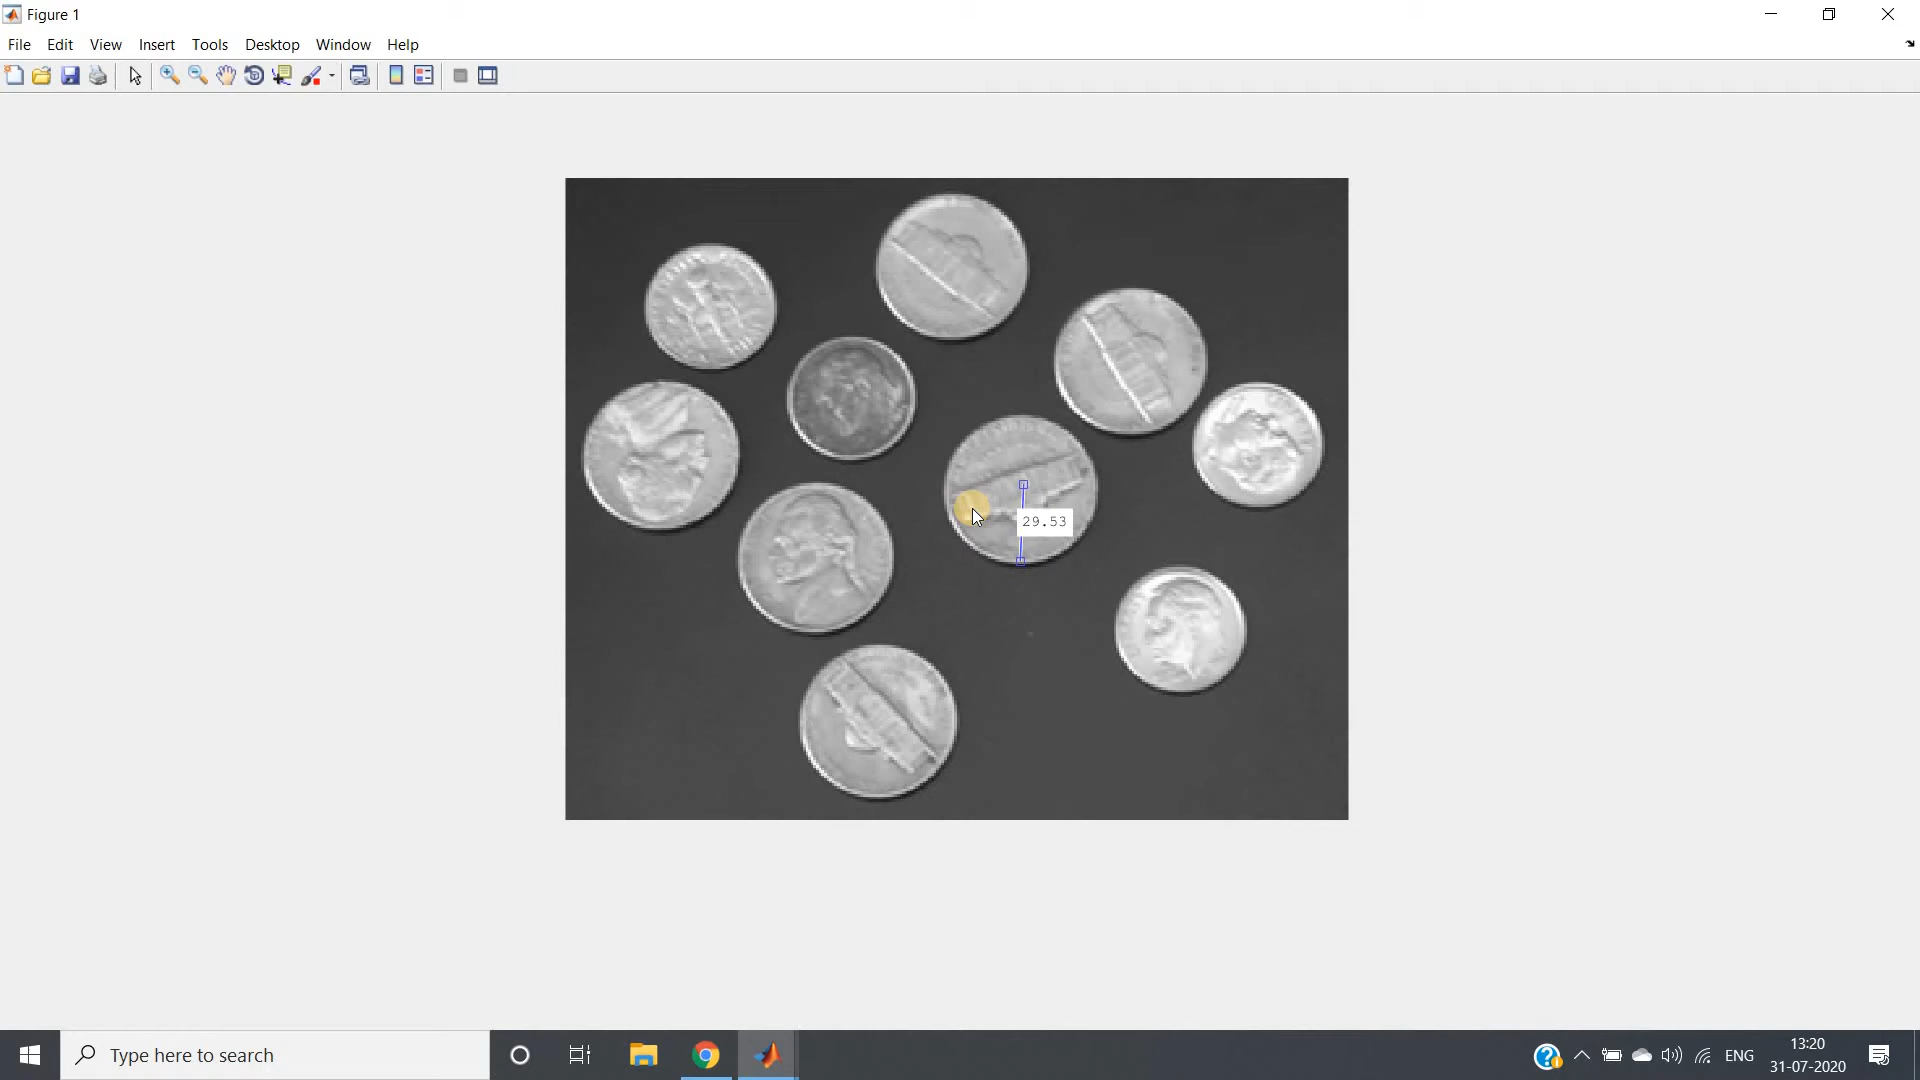 Figure 1
File Edit View Insert Tools Desktop Window Help
29.53
Type here to search
ENG
13:20
31-07-2020